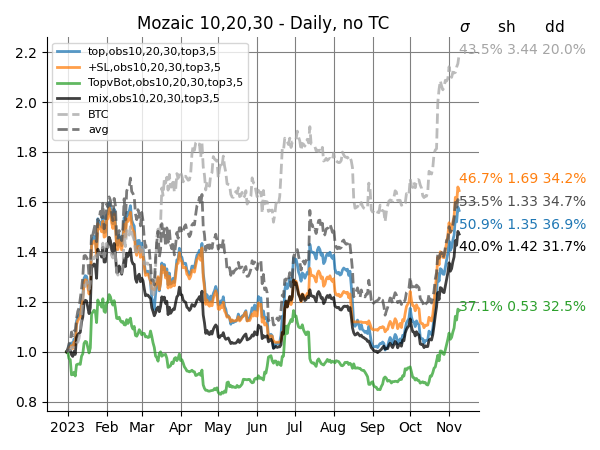 Mozaic 10,20,30 - Daily, no TC
σ sh dd
top,obs10,20,30,top3,5
+SL,obs10,20,30,top3,5
TopvBot,obs10,20,30,top3,5
mix,obs10,20,30,top3,5
BTC
avg
43.5% 3.44 20.0%
46.7% 1.69 34.2%
53.5% 1.33 34.7%
50.9% 1.35 36.9%
40.0% 1.42 31.7%
37.1% 0.53 32.5%
2.2
2.0
1.8
1.6
1.4
1.2
1.0
0.8
2023 Feb Mar Apr May Jun Jul Aug Sep Oct Nov